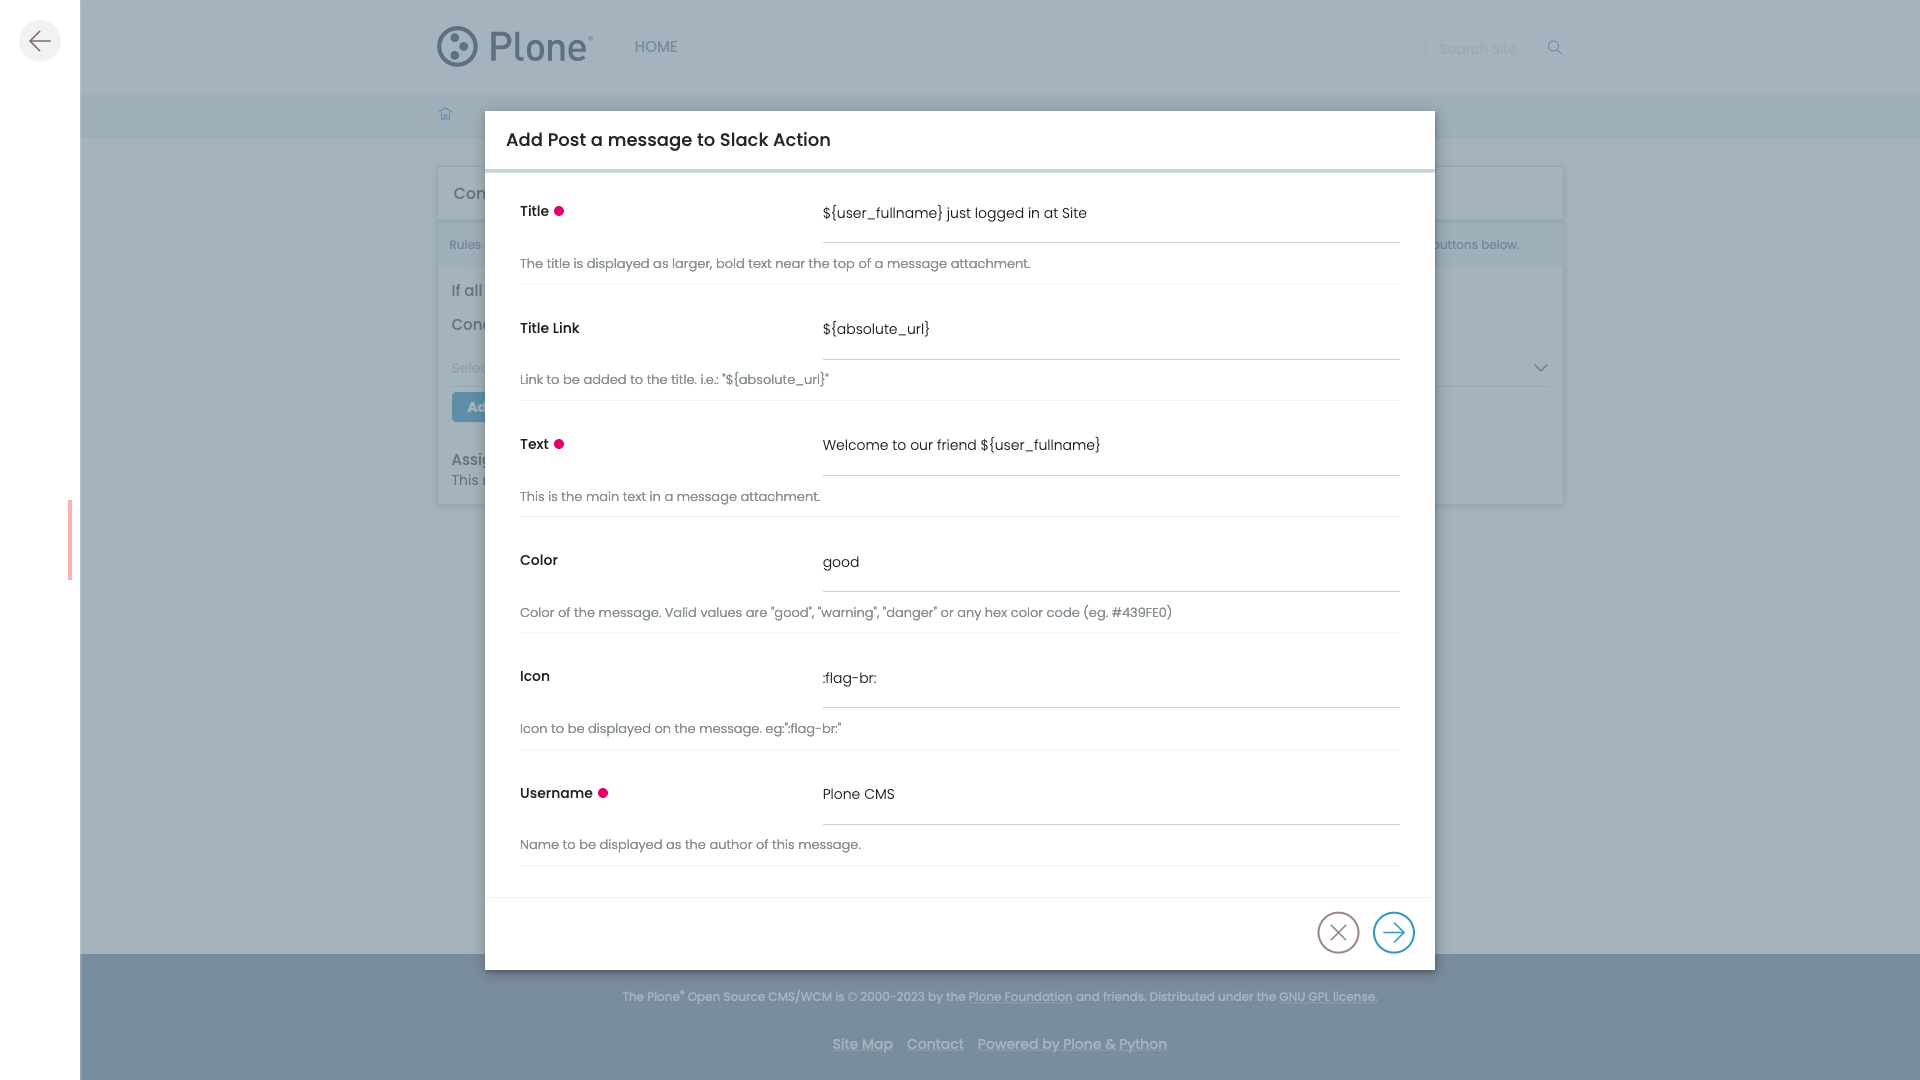 Plone®
HOME
Search Site
Add Post a message to Slack Action
Title
${user_fullname} just logged in at Site
The title is displayed as larger, bold text near the top of a message attachment.
Title Link
${absolute_url}
Link to be added to the title. i.e.: "${absolute_url}"
Text
Welcome to our friend ${user_fullname}
This is the main text in a message attachment.
Color
good
Color of the message. Valid values are "good", "warning", "danger" or any hex color code (eg. #439FE0)
Icon
:flag-br:
Icon to be displayed on the message. eg:":flag-br:"
Username
Plone CMS
Name to be displayed as the author of this message.
Rules
buttons below.
If all
This
The Plone® Open Source CMS/WCM is © 2000-2023 by the Plone Foundation and friends. Distributed under the GNU GPL license.
Site Map Contact Powered by Plone & Python